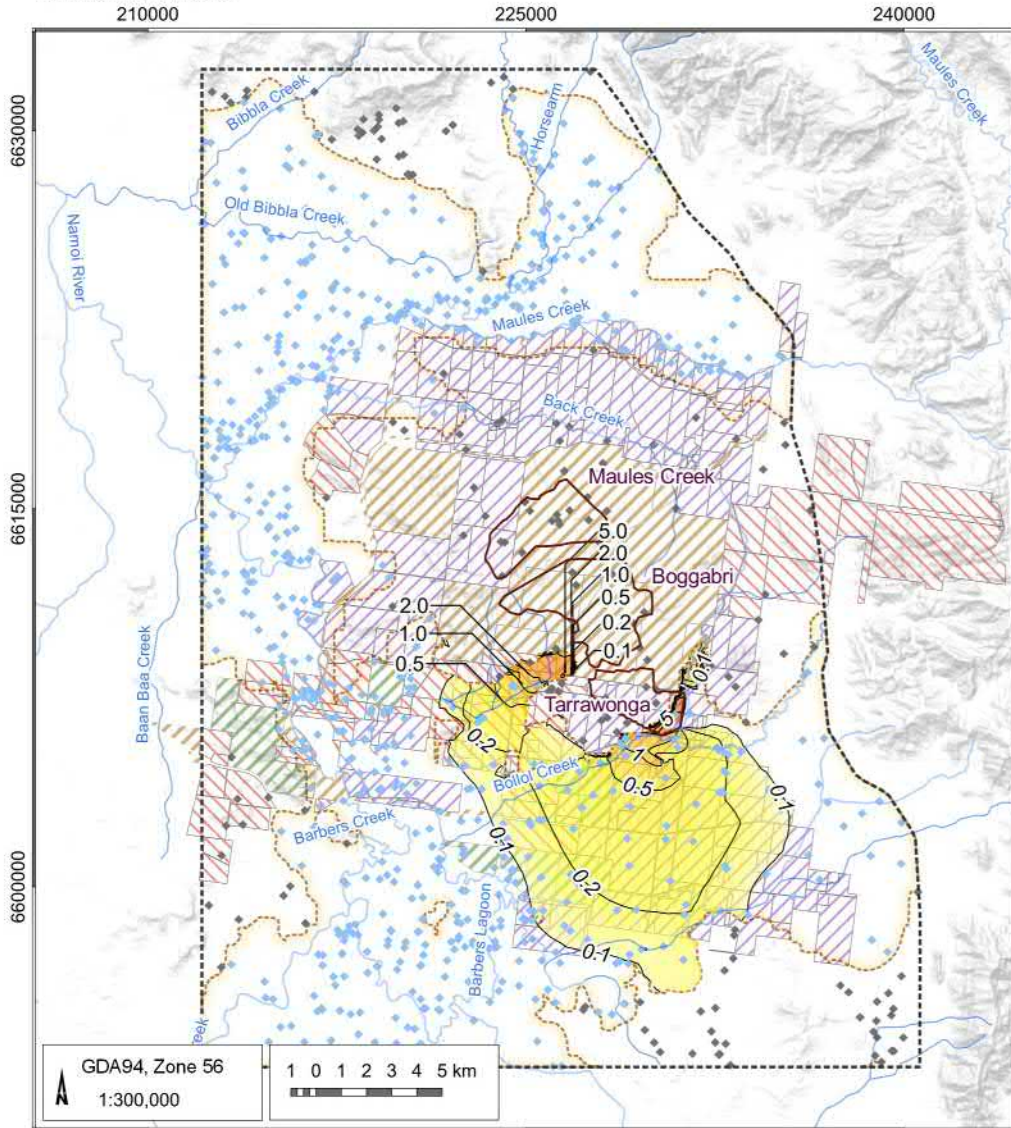 210000
225000
240000
6630000
6615000
6600000
Maules Creek
Bibbla Creek
Horsearm
Old Bibbla Creek
Namoi River
Maules Creek
Back Creek
Maules Creek
5.0
2.0
1.0
0.5
0.2
0.1
Boggabri
2.0
1.0
0.5
0.1
Tarrawonga
5
Baan Baa Creek
0.2
1
0.5
Bollol Creek
0.1
Barbers Creek
0.1
0.2
Barbers Lagoon
0.1
Creek
GDA94, Zone 56
1:300,000
1 0 1 2 3 4 5 km